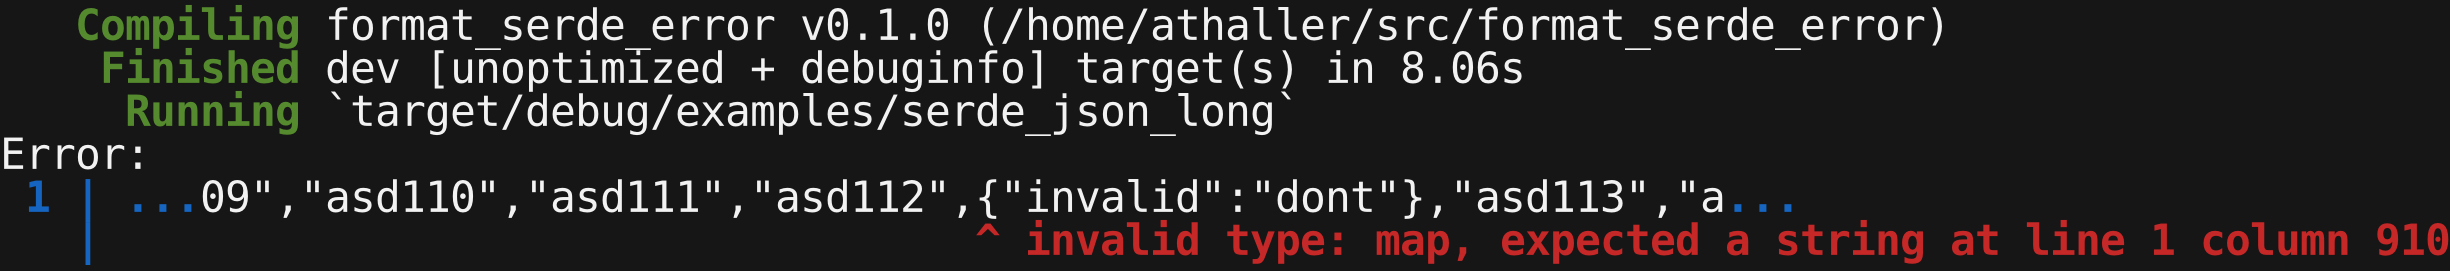 Compiling format_serde_error v0.1.0 (/home/athaller/src/format_serde_error)
Finished dev [unoptimized + debuginfo] target(s) in 8.06s
Running `target/debug/examples/serde_json_long`
Error:
1 | ...09","asd110","asd111","asd112",{"invalid":"dont"},"asd113","a...
| ^ invalid type: map, expected a string at line 1 column 910